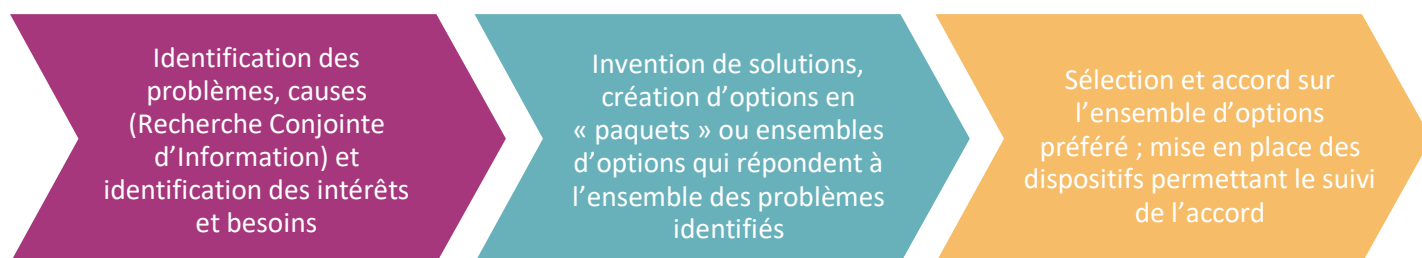 Identification des
problèmes, causes
(Recherche Conjointe
d’Information) et
identification des intérêts
et besoins
Invention de solutions,
création d’options en
« paquets » ou ensembles
d’options qui répondent à
l’ensemble des problèmes
identifiés
Sélection et accord sur
l’ensemble d’options
préféré ; mise en place des
dispositifs permettant le suivi
de l’accord